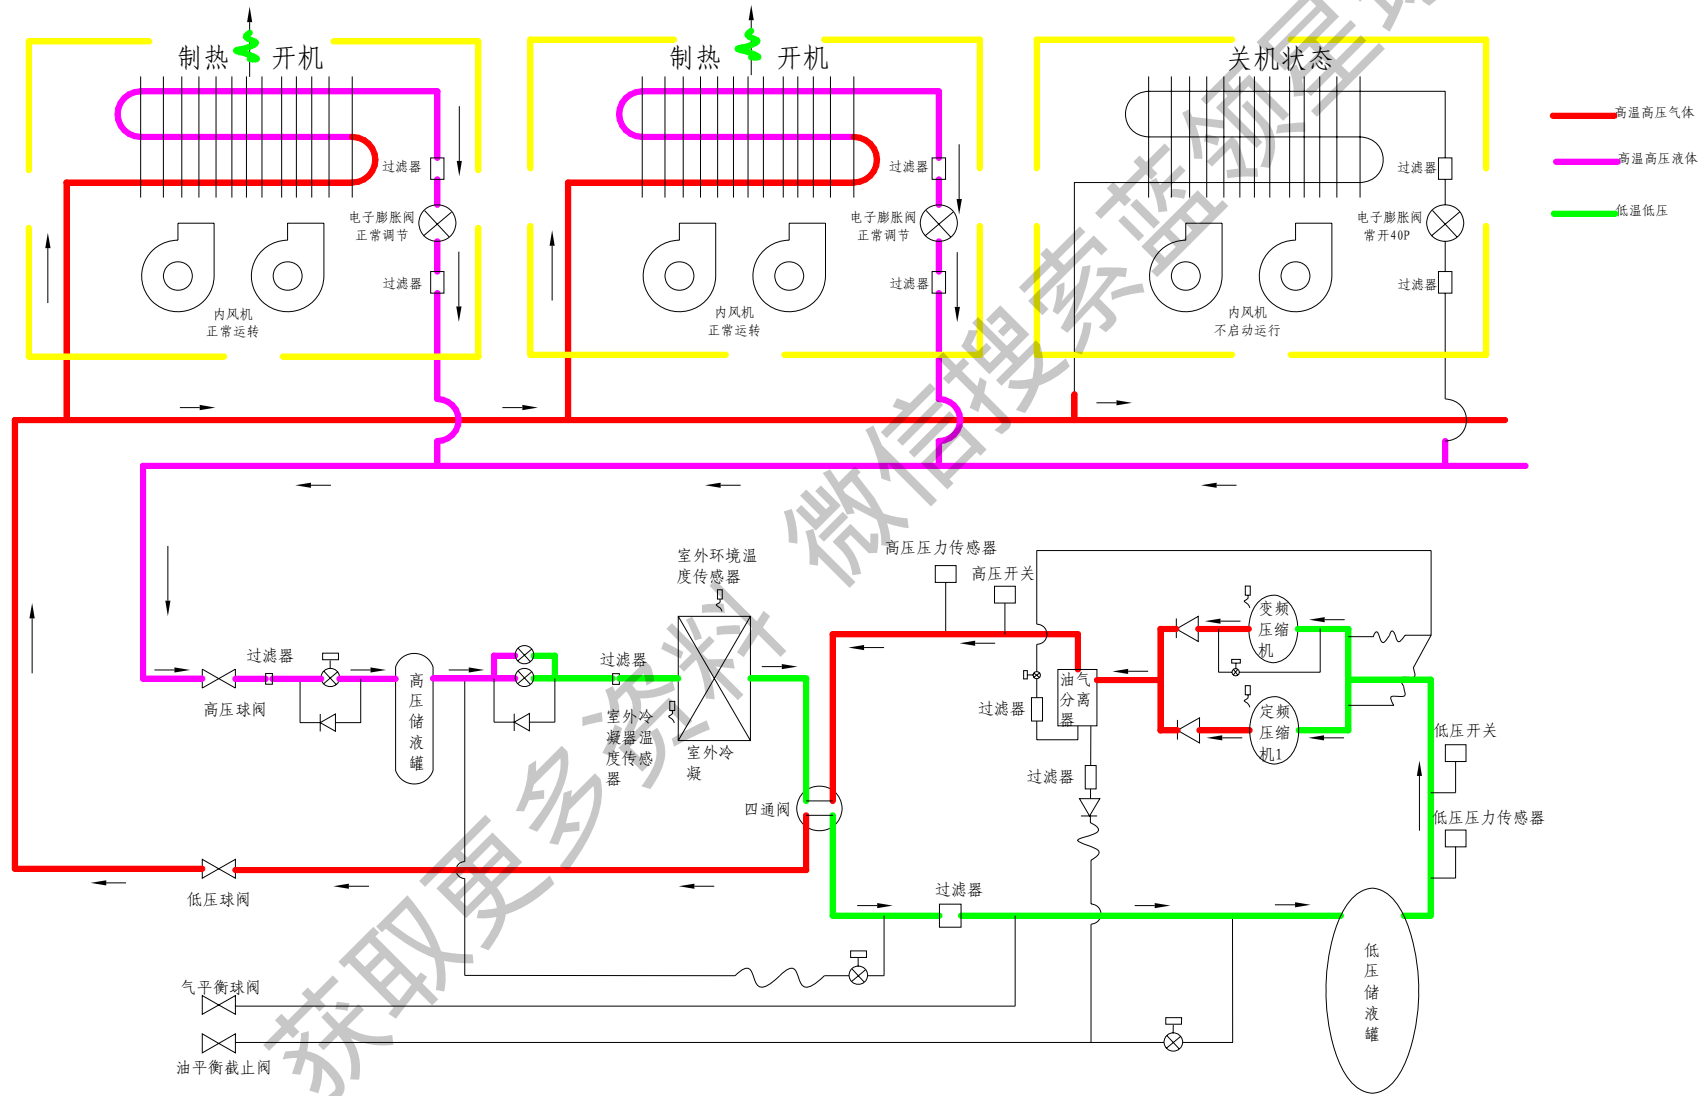 制热 开机
制热 开机
关机状态
高温高压气体
高温高压液体
低温低压
过滤器
电子膨胀阀
正常调节
过滤器
内风机
正常运转
过滤器
电子膨胀阀
正常调节
过滤器
内风机
正常运转
过滤器
电子膨胀阀
常开40P
过滤器
内风机
不启动运行
室外环境温
度传感器
高压压力传感器
高压开关
变频
压缩
机
过滤器
高压球阀
高
压
储
液
罐
过滤器
室外冷
凝器温
度传感
器
室外冷
凝
油气
分离
器
过滤器
定频
压缩
机1
低压开关
过滤器
四通阀
低压压力传感器
低压球阀
过滤器
低
压
储
液
罐
气平衡球阀
油平衡截止阀
获取更多资料 微信搜索蓝领星球